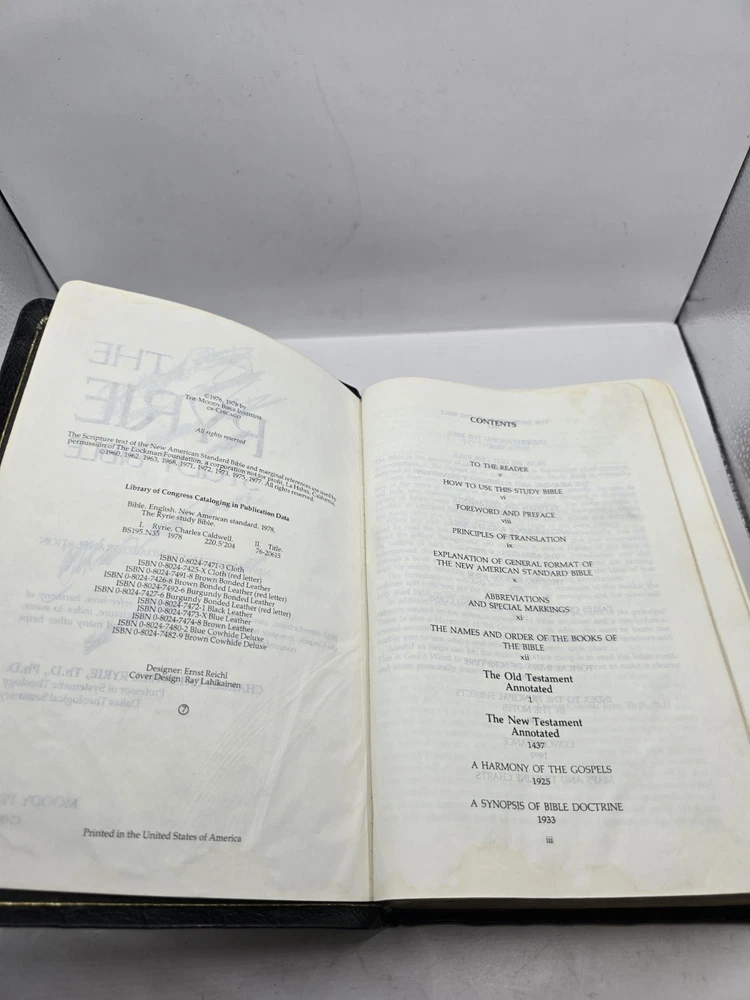 ©1976, 1978 by
The Moody Bible Institute
of Chicago
All rights reserved
The Scripture text of the New American Standard Bible and marginal references are used by
permission of The Lockman Foundation, a corporation not for profit, La Habra, California,
©1960, 1962, 1963, 1968, 1971, 1972, 1973, 1975, 1977. All rights reserved.
Library of Congress Cataloging in Publication Data
Bible. English. New American standard. 1978.
The Ryrie study Bible.
I. Ryrie, Charles Caldwell. II. Title.
BS195.N35 1978 220.5'204 76-20615
ISBN 0-8024-7471-3 Cloth
ISBN 0-8024-7425-X Cloth (red letter)
ISBN 0-8024-7491-8 Brown Bonded Leather
ISBN 0-8024-7426-8 Brown Bonded Leather (red letter)
ISBN 0-8024-7492-6 Burgundy Bonded Leather
ISBN 0-8024-7427-6 Burgundy Bonded Leather (red letter)
ISBN 0-8024-7472-1 Black Leather
ISBN 0-8024-7473-X Blue Leather
ISBN 0-8024-7474-8 Brown Leather
ISBN 0-8024-7480-2 Blue Cowhide Deluxe
ISBN 0-8024-7482-9 Brown Cowhide Deluxe
Designer: Ernst Reichl
Cover Design: Ray Lahikainen
7
Printed in the United States of America
CONTENTS
TO THE READER
v
HOW TO USE THIS STUDY BIBLE
vi
FOREWORD AND PREFACE
viii
PRINCIPLES OF TRANSLATION
ix
EXPLANATION OF GENERAL FORMAT OF
THE NEW AMERICAN STANDARD BIBLE
x
ABBREVIATIONS
AND SPECIAL MARKINGS
xi
THE NAMES AND ORDER OF THE BOOKS OF
THE BIBLE
xii
The Old Testament
Annotated
1
The New Testament
Annotated
1437
A HARMONY OF THE GOSPELS
1925
A SYNOPSIS OF BIBLE DOCTRINE
1933
iii